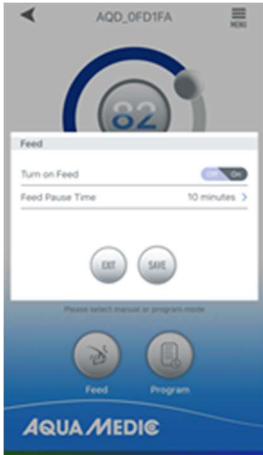 AQD_0FD1FA
MENU
82
Feed
Turn on Feed Off On
Feed Pause Time 10 minutes >
EXIT SAVE
Please select manual or program mode
Feed Program
AQUA MEDIC